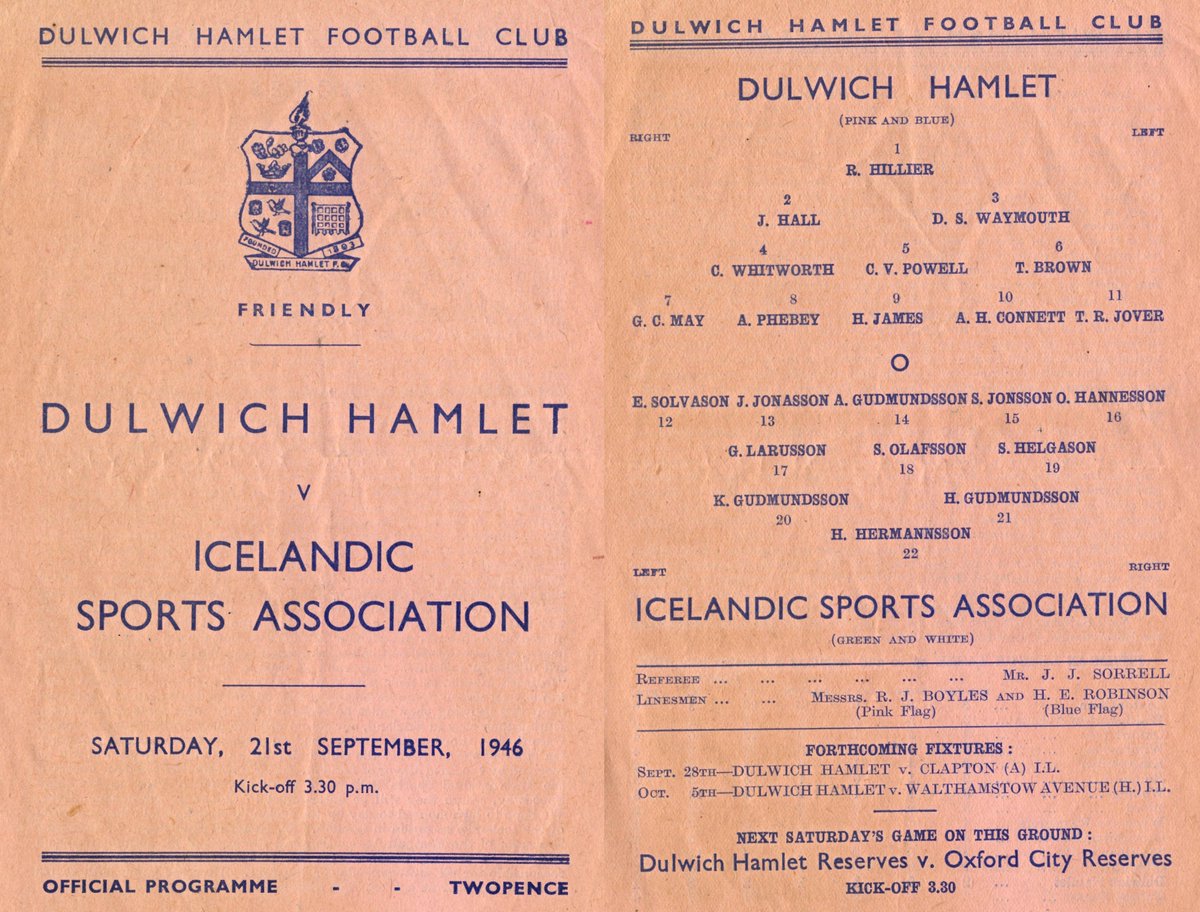 DULWICH HAMLET FOOTBALL CLUB
FOUNDED 1893
DULWICH HAMLET F.C.
FRIENDLY
DULWICH HAMLET
V
ICELANDIC
SPORTS ASSOCIATION
SATURDAY, 21st SEPTEMBER, 1946
Kick-off 3.30 p.m.
OFFICIAL PROGRAMME - - TWOPENCE
DULWICH HAMLET FOOTBALL CLUB
DULWICH HAMLET
(PINK AND BLUE)
RIGHT LEFT
1
R. HILLIER
2 3
J. HALL D. S. WAYMOUTH
4 5 6
C. WHITWORTH C. V. POWELL T. BROWN
7 8 9 10 11
G. C. MAY A. PHEBEY H. JAMES A. H. CONNETT T. R. JOVER
O
E. SOLVASON J. JONASSON A. GUDMUNDSSON S. JONSSON O. HANNESSON
12 13 14 15 16
G. LARUSSON S. OLAFSSON S. HELGASON
17 18 19
K. GUDMUNDSSON H. GUDMUNDSSON
20 21
H. HERMANNSSON
22
LEFT RIGHT
ICELANDIC SPORTS ASSOCIATION
(GREEN AND WHITE)
REFEREE ... ... ... ... ... ... MR. J. J. SORRELL
LINESMEN ... ... MESSRS. R. J. BOYLES AND H. E. ROBINSON
(Pink Flag) (Blue Flag)
FORTHCOMING FIXTURES :
SEPT. 28TH—DULWICH HAMLET v. CLAPTON (A) I.L.
OCT. 5TH—DULWICH HAMLET v. WALTHAMSTOW AVENUE (H.) I.L.
NEXT SATURDAY'S GAME ON THIS GROUND :
Dulwich Hamlet Reserves v. Oxford City Reserves
KICK-OFF 3.30